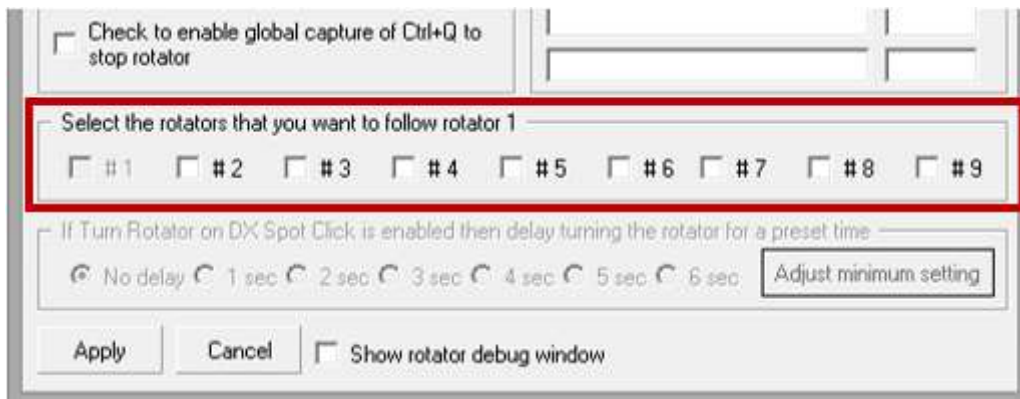 Check to enable global capture of Ctrl+Q to
stop rotator
Select the rotators that you want to follow rotator 1
#1 #2 #3 #4 #5 #6 #7 #8 #9
If Turn Rotator on DX Spot Click is enabled then delay turning the rotator for a preset time
No delay 1 sec 2 sec 3 sec 4 sec 5 sec 6 sec Adjust minimum setting
Apply Cancel Show rotator debug window